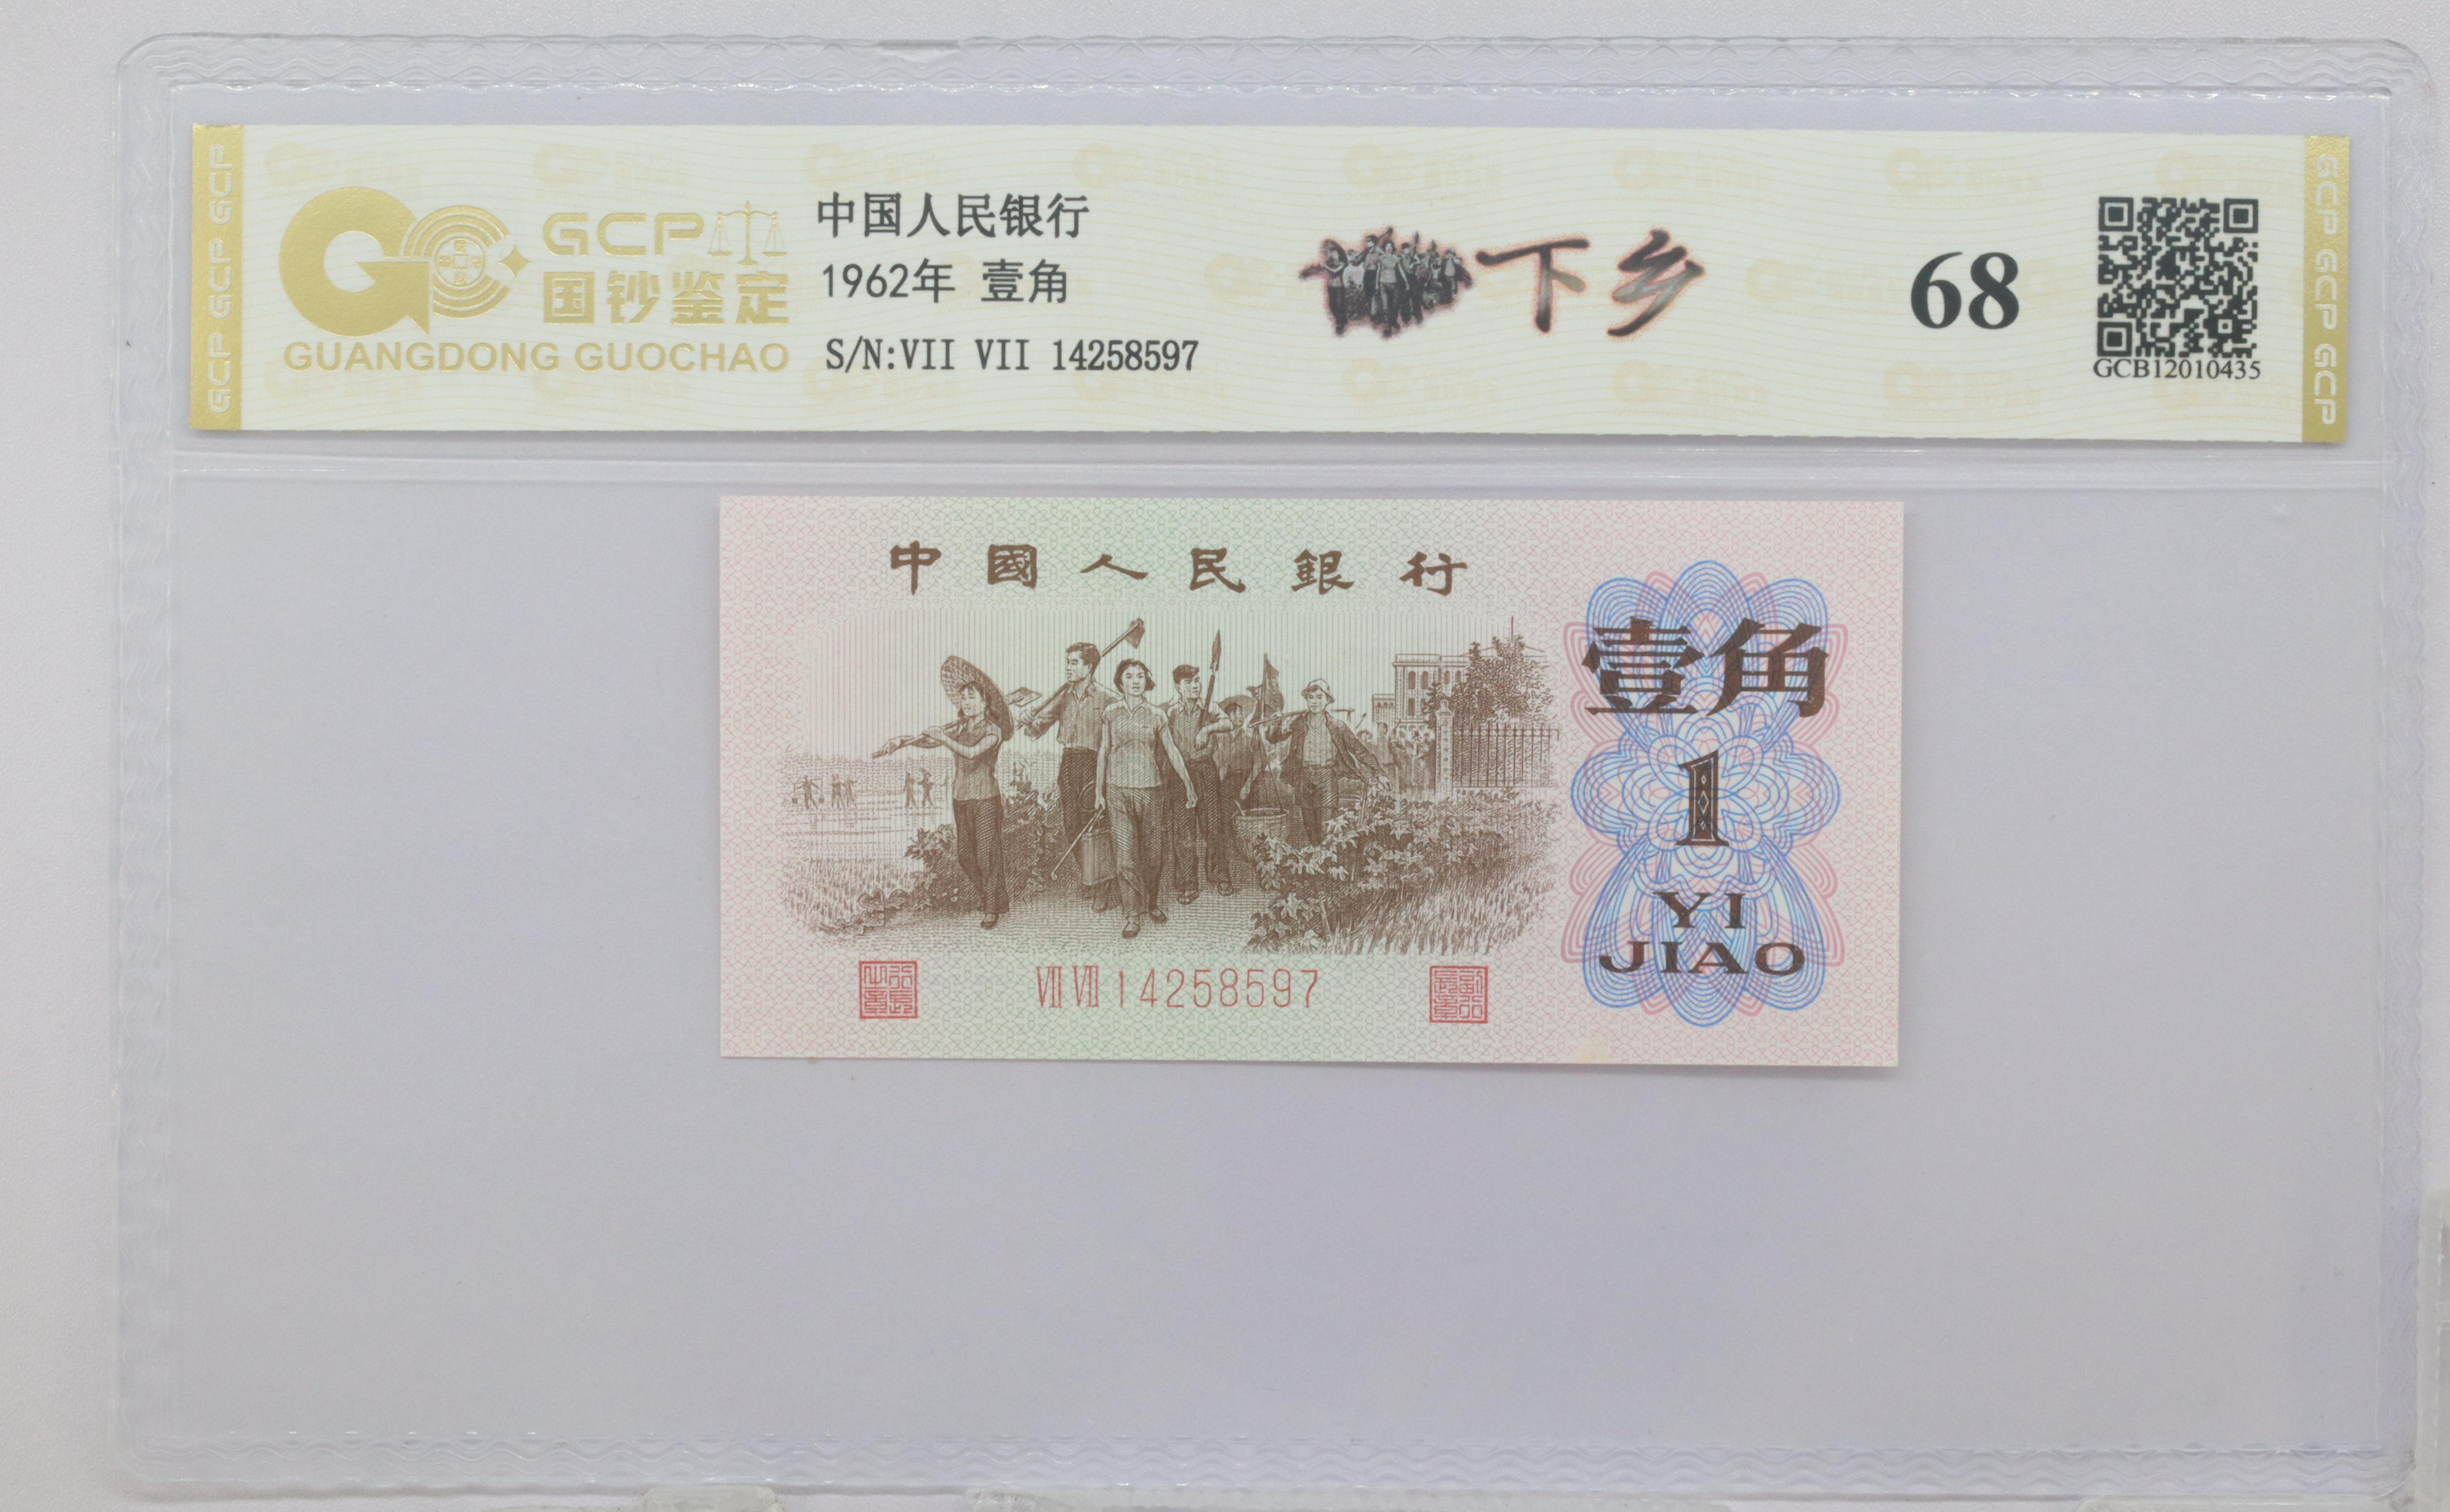 GCP GCP GCP
GCP
国钞鉴定
GUANGDONG GUOCHAO
中国人民银行
1962年 壹角
S/N:VII VII 14258597
下乡
68
GCB12010435
GCP GCP GCP
中國人民銀行
壹角
1
YI
JIAO
VII VII 14258597